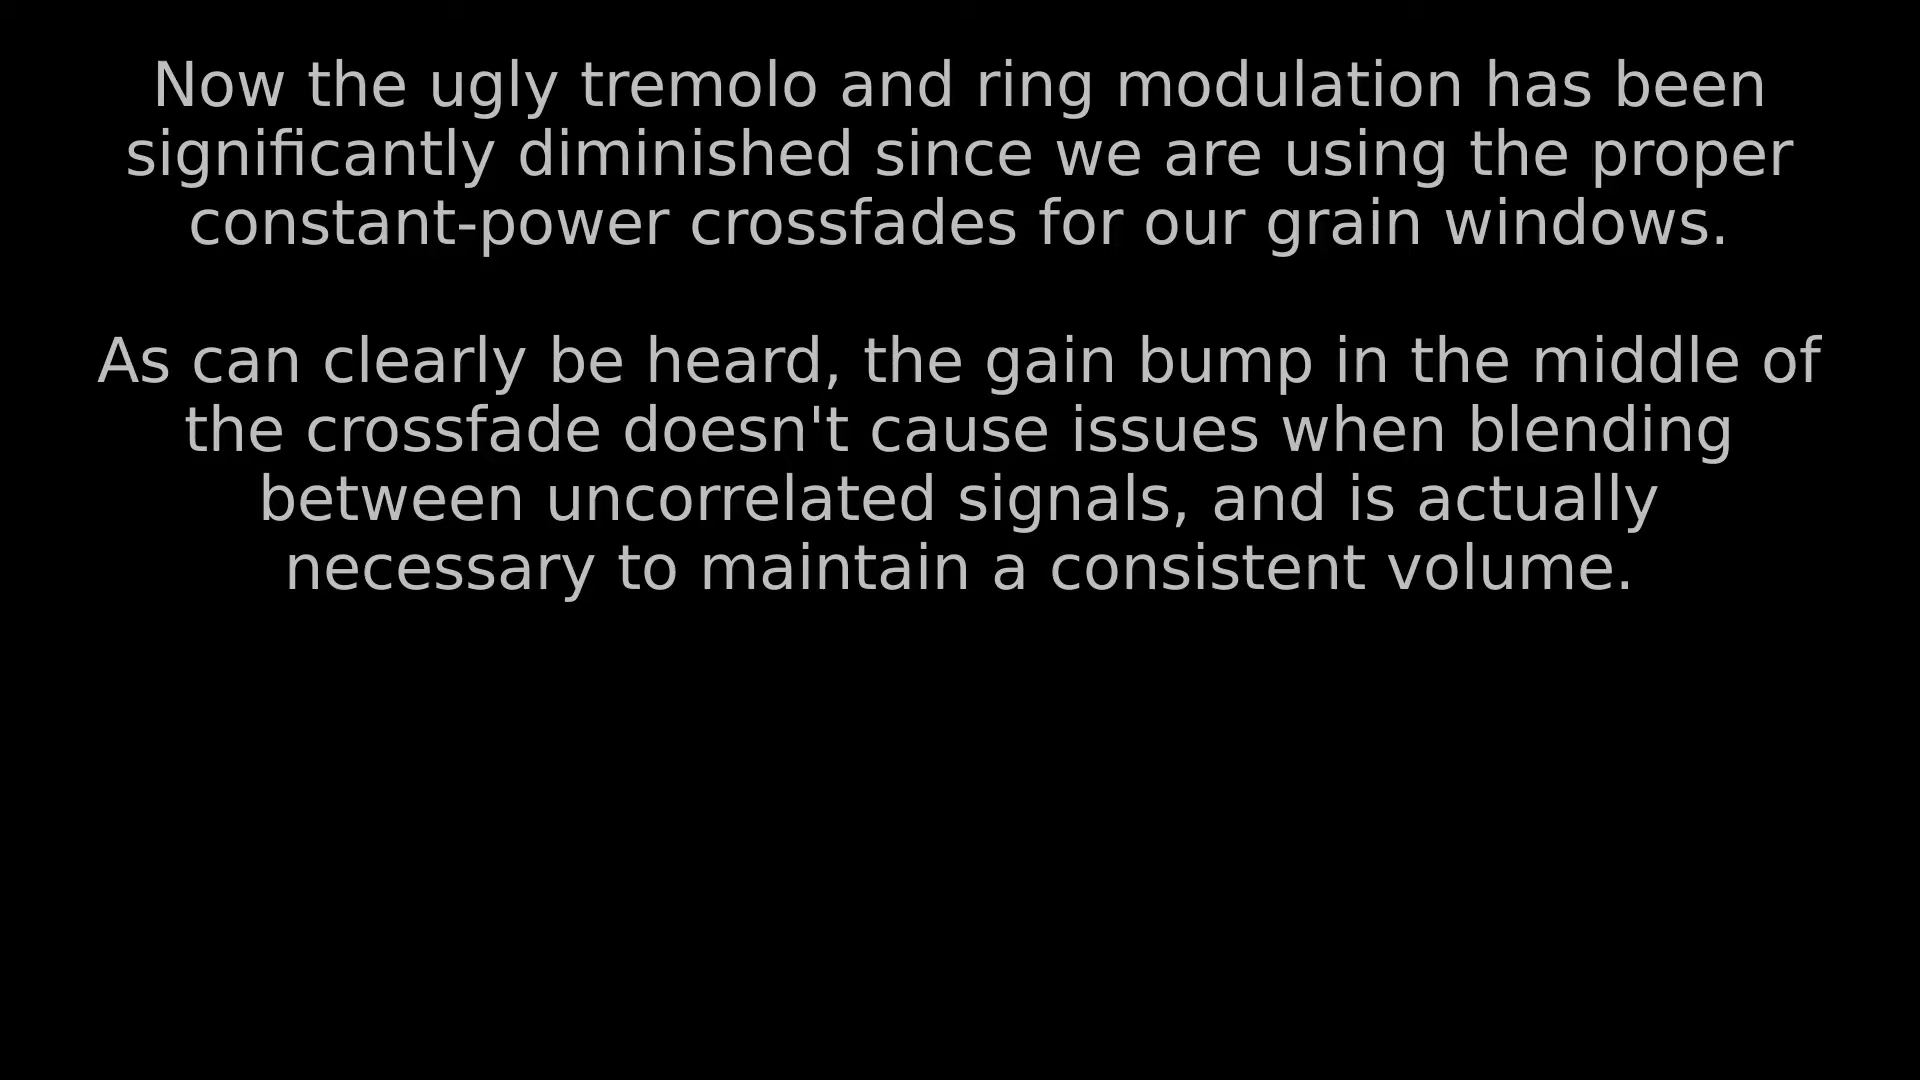 Now the ugly tremolo and ring modulation has been
significantly diminished since we are using the proper
constant-power crossfades for our grain windows.
As can clearly be heard, the gain bump in the middle of
the crossfade doesn't cause issues when blending
between uncorrelated signals, and is actually
necessary to maintain a consistent volume.